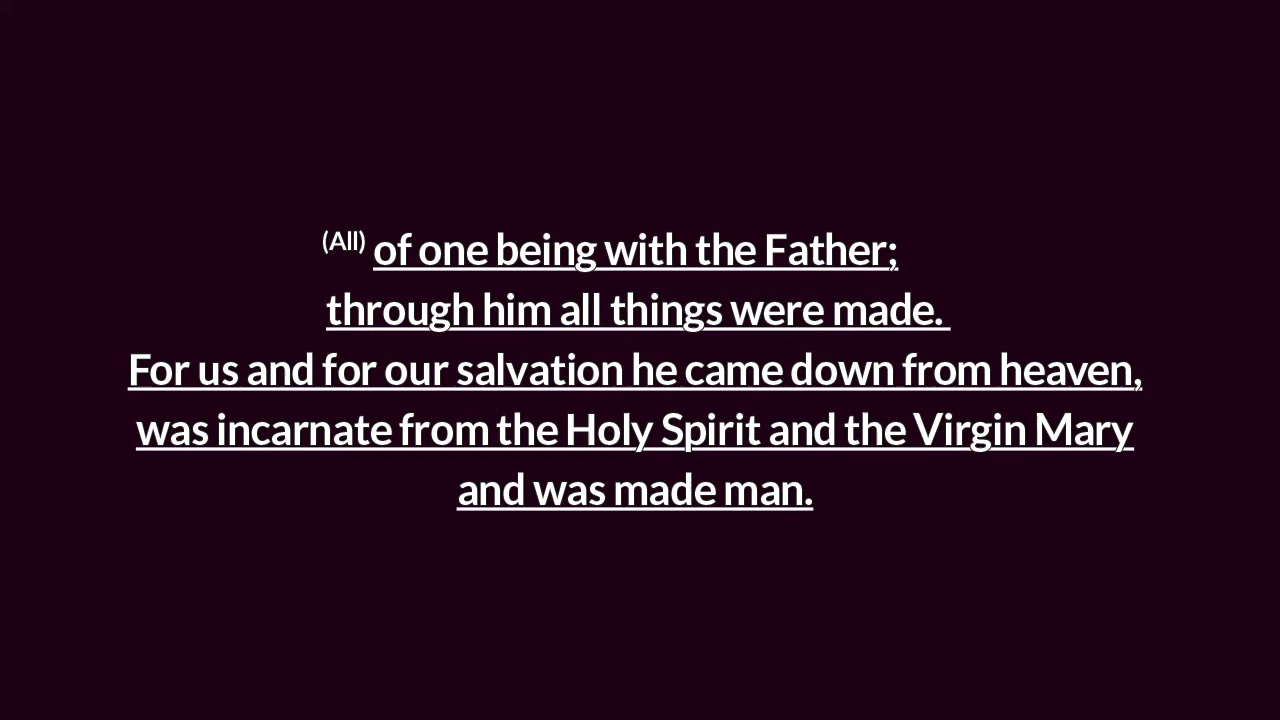 (All) of one being with the Father;
through him all things were made.
For us and for our salvation he came down from heaven,
was incarnate from the Holy Spirit and the Virgin Mary
and was made man.